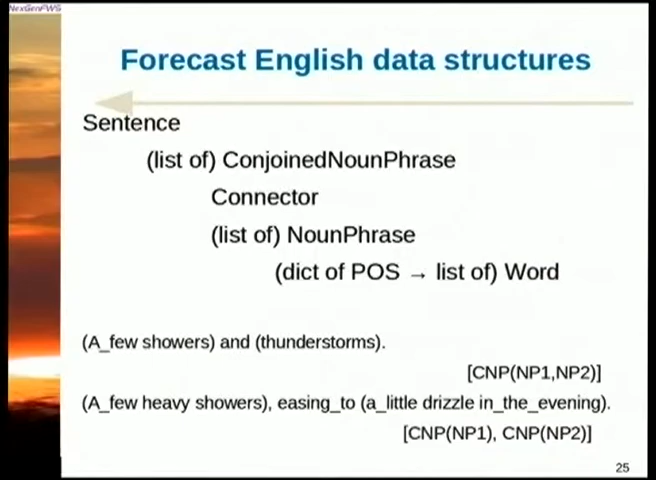 NexGenFWS
Forecast English data structures
Sentence
(list of) ConjoinedNounPhrase
Connector
(list of) NounPhrase
(dict of POS → list of) Word
(A_few showers) and (thunderstorms).
[CNP(NP1,NP2)]
(A_few heavy showers), easing_to (a_little drizzle in_the_evening).
[CNP(NP1), CNP(NP2)]
25